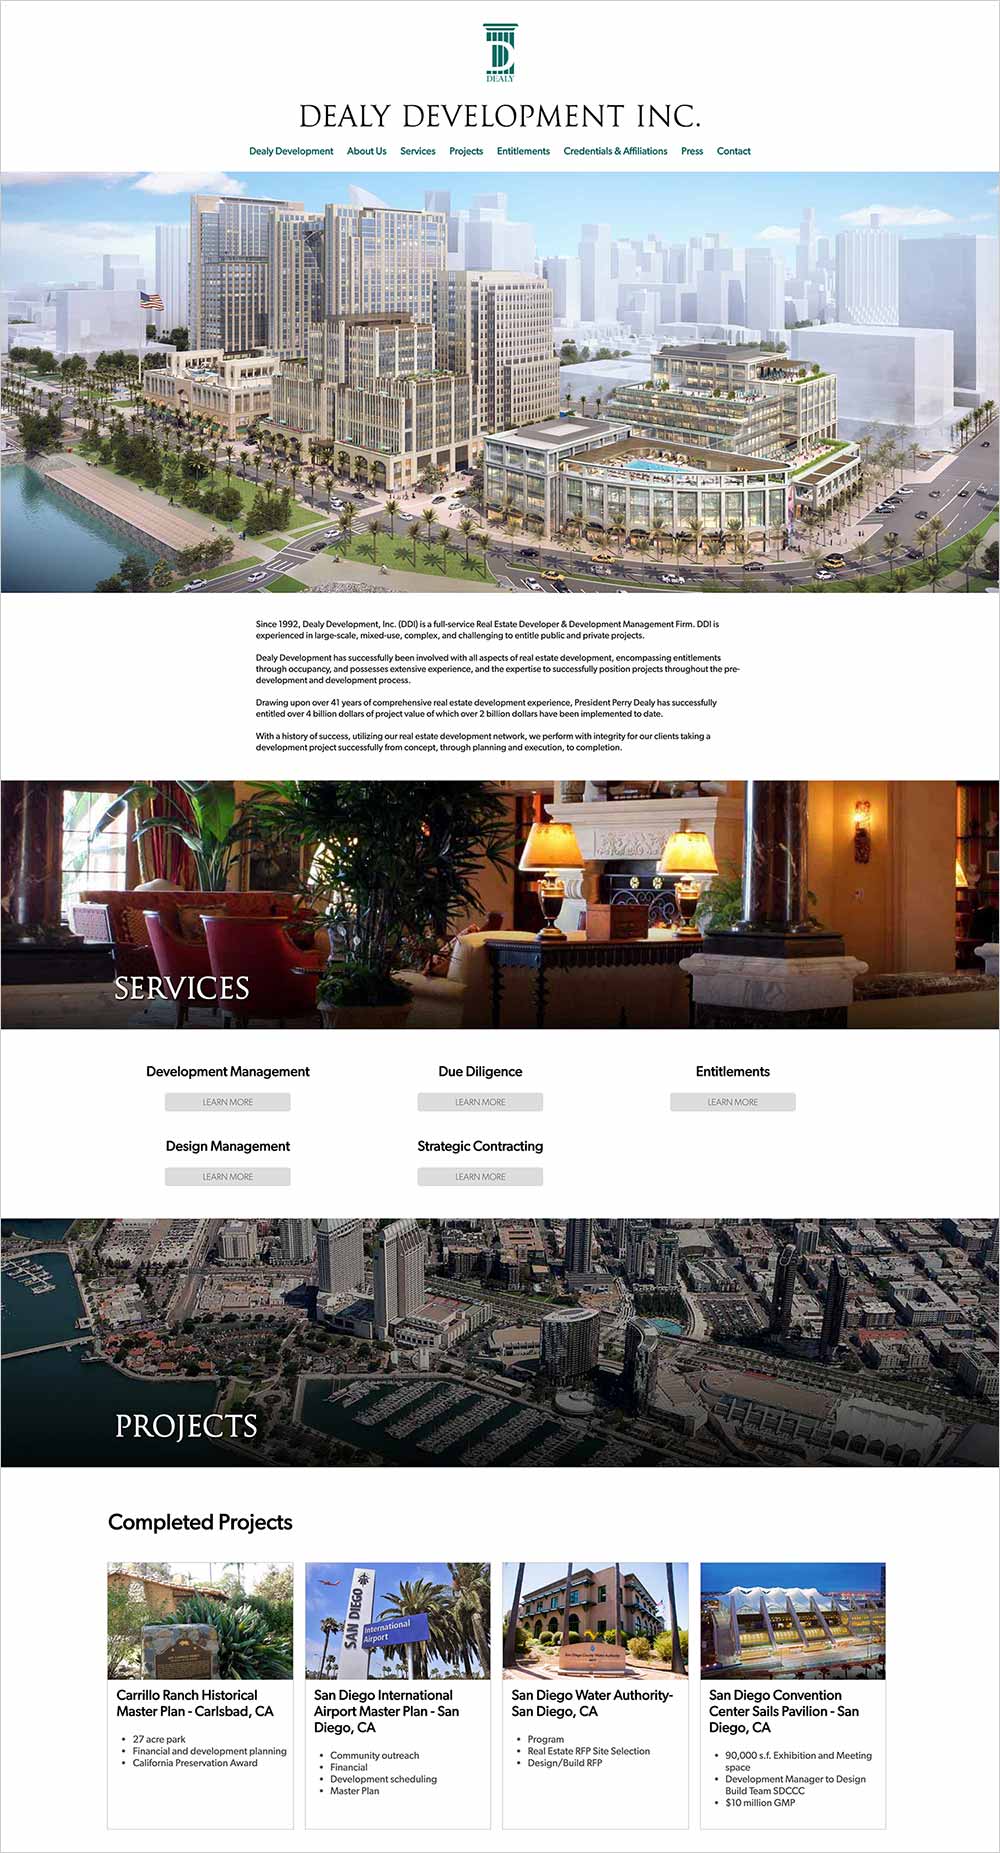 DEALY
DEALY DEVELOPMENT INC.
Dealy Development About Us Services Projects Entitlements Credentials & Affiliations Press Contact
Since 1992, Dealy Development, Inc. (DDI) is a full-service Real Estate Developer & Development Management Firm. DDI is
experienced in large-scale, mixed-use, complex, and challenging to entitle public and private projects.
Dealy Development has successfully been involved with all aspects of real estate development, encompassing entitlements
through occupancy, and possesses extensive experience, and the expertise to successfully position projects throughout the pre-
development and development process.
Drawing upon over 41 years of comprehensive real estate development experience, President Perry Dealy has successfully
entitled over 4 billion dollars of project value of which over 2 billion dollars have been implemented to date.
With a history of success, utilizing our real estate development network, we perform with integrity for our clients taking a
development project successfully from concept, through planning and execution, to completion.
SERVICES
Development Management Due Diligence Entitlements
LEARN MORE LEARN MORE LEARN MORE
Design Management Strategic Contracting
LEARN MORE LEARN MORE
PROJECTS
Completed Projects
Carrillo Ranch Historical
Master Plan - Carlsbad, CA
• 27 acre park
• Financial and development planning
• California Preservation Award
SAN DIEGO
International
Airport
San Diego International
Airport Master Plan - San
Diego, CA
• Community outreach
• Financial
• Development scheduling
• Master Plan
San Diego County Water Authority
San Diego Water Authority-
San Diego, CA
• Program
• Real Estate RFP Site Selection
• Design/Build RFP
San Diego Convention
Center Sails Pavilion - San
Diego, CA
• 90,000 s.f. Exhibition and Meeting
space
• Development Manager to Design
Build Team SDCCC
• $10 million GMP